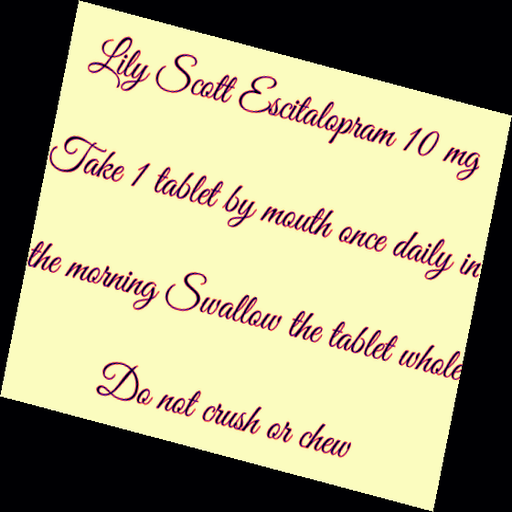 Lily Scott Escitalopram 10 mg
Take 1 tablet by mouth once daily in
the morning Swallow the tablet whole
Do not crush or chew